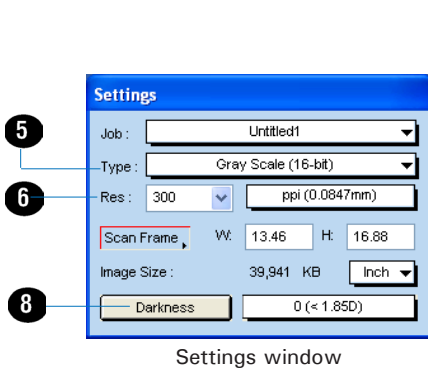 Settings
5
Job : Untitled1
Type : Gray Scale (16-bit)
6
Res : 300 ppi (0.0847mm)
Scan Frame W: 13.46 H: 16.88
Image Size : 39,941 KB Inch
8
Darkness 0 (< 1.85D)
Settings window